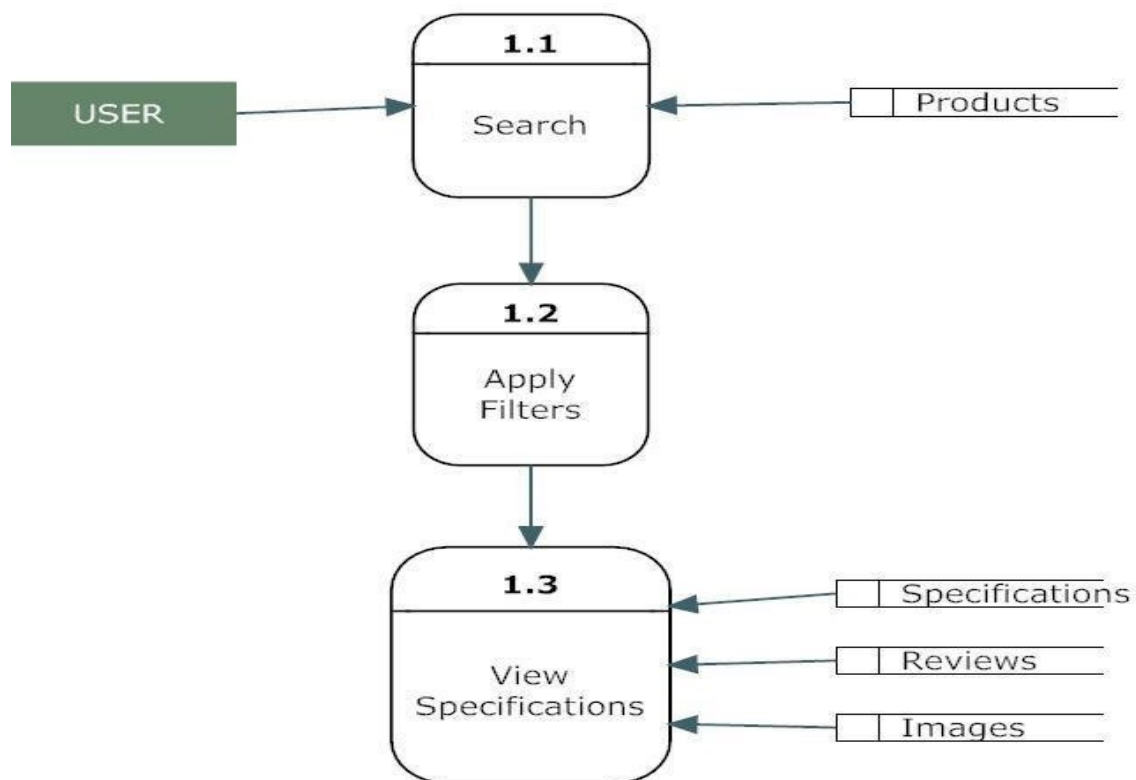 1.1
USER
Search
Products
1.2
Apply
Filters
1.3
View
Specifications
Specifications
Reviews
Images